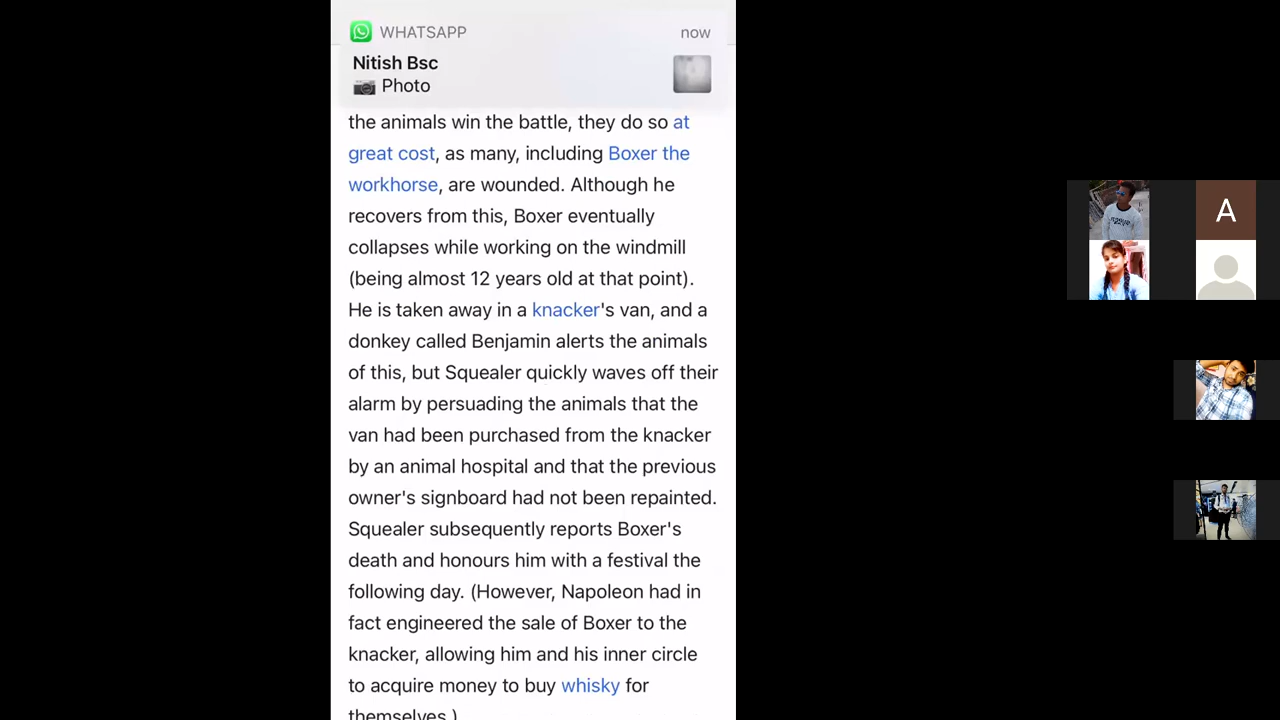 WHATSAPP
now
Nitish Bsc
Photo
the animals win the battle, they do so at
great cost, as many, including Boxer the
workhorse, are wounded. Although he
recovers from this, Boxer eventually
collapses while working on the windmill
(being almost 12 years old at that point).
He is taken away in a knacker's van, and a
donkey called Benjamin alerts the animals
of this, but Squealer quickly waves off their
alarm by persuading the animals that the
van had been purchased from the knacker
by an animal hospital and that the previous
owner's signboard had not been repainted.
Squealer subsequently reports Boxer's
death and honours him with a festival the
following day. (However, Napoleon had in
fact engineered the sale of Boxer to the
knacker, allowing him and his inner circle
to acquire money to buy whisky for
themselves.)
A